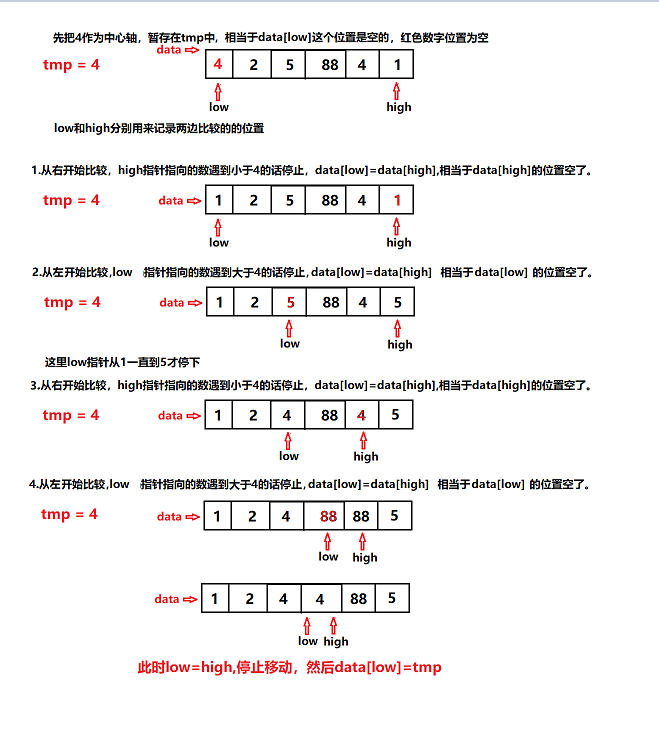 先把4作为中心轴，暂存在tmp中，相当于data[low]这个位置是空的，红色数字位置为空
data
tmp = 4
4 2 5 88 4 1
low high
low和high分别用来记录两边比较的的位置
1.从右开始比较，high指针指向的数遇到小于4的话停止，data[low]=data[high],相当于data[high]的位置空了。
tmp = 4 data 1 2 5 88 4 1
low high
2.从左开始比较,low 指针指向的数遇到大于4的话停止,data[low]=data[high] 相当于data[low] 的位置空了。
tmp = 4 data 1 2 5 88 4 5
low high
这里low指针从1一直到5才停下
3.从右开始比较，high指针指向的数遇到小于4的话停止，data[low]=data[high],相当于data[high]的位置空了。
tmp = 4 data 1 2 4 88 4 5
low high
4.从左开始比较,low 指针指向的数遇到大于4的话停止,data[low]=data[high] 相当于data[low] 的位置空了。
tmp = 4 data 1 2 4 88 88 5
low high
data 1 2 4 4 88 5
low high
此时low=high,停止移动，然后data[low]=tmp